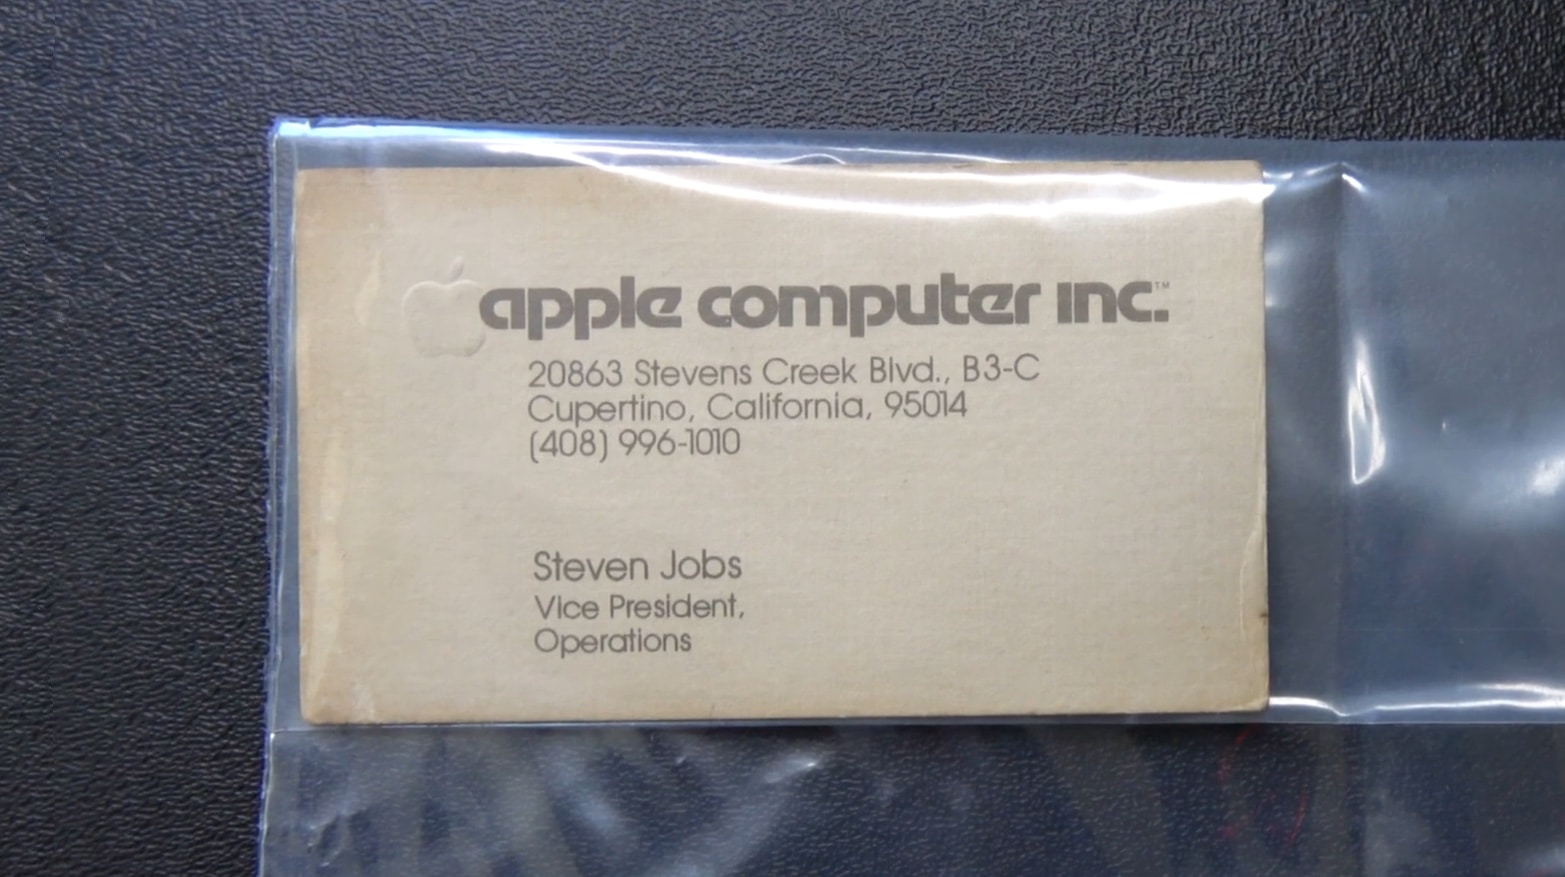 apple computer inc.™
20863 Stevens Creek Blvd., B3-C
Cupertino, California, 95014
(408) 996-1010
Steven Jobs
Vice President,
Operations